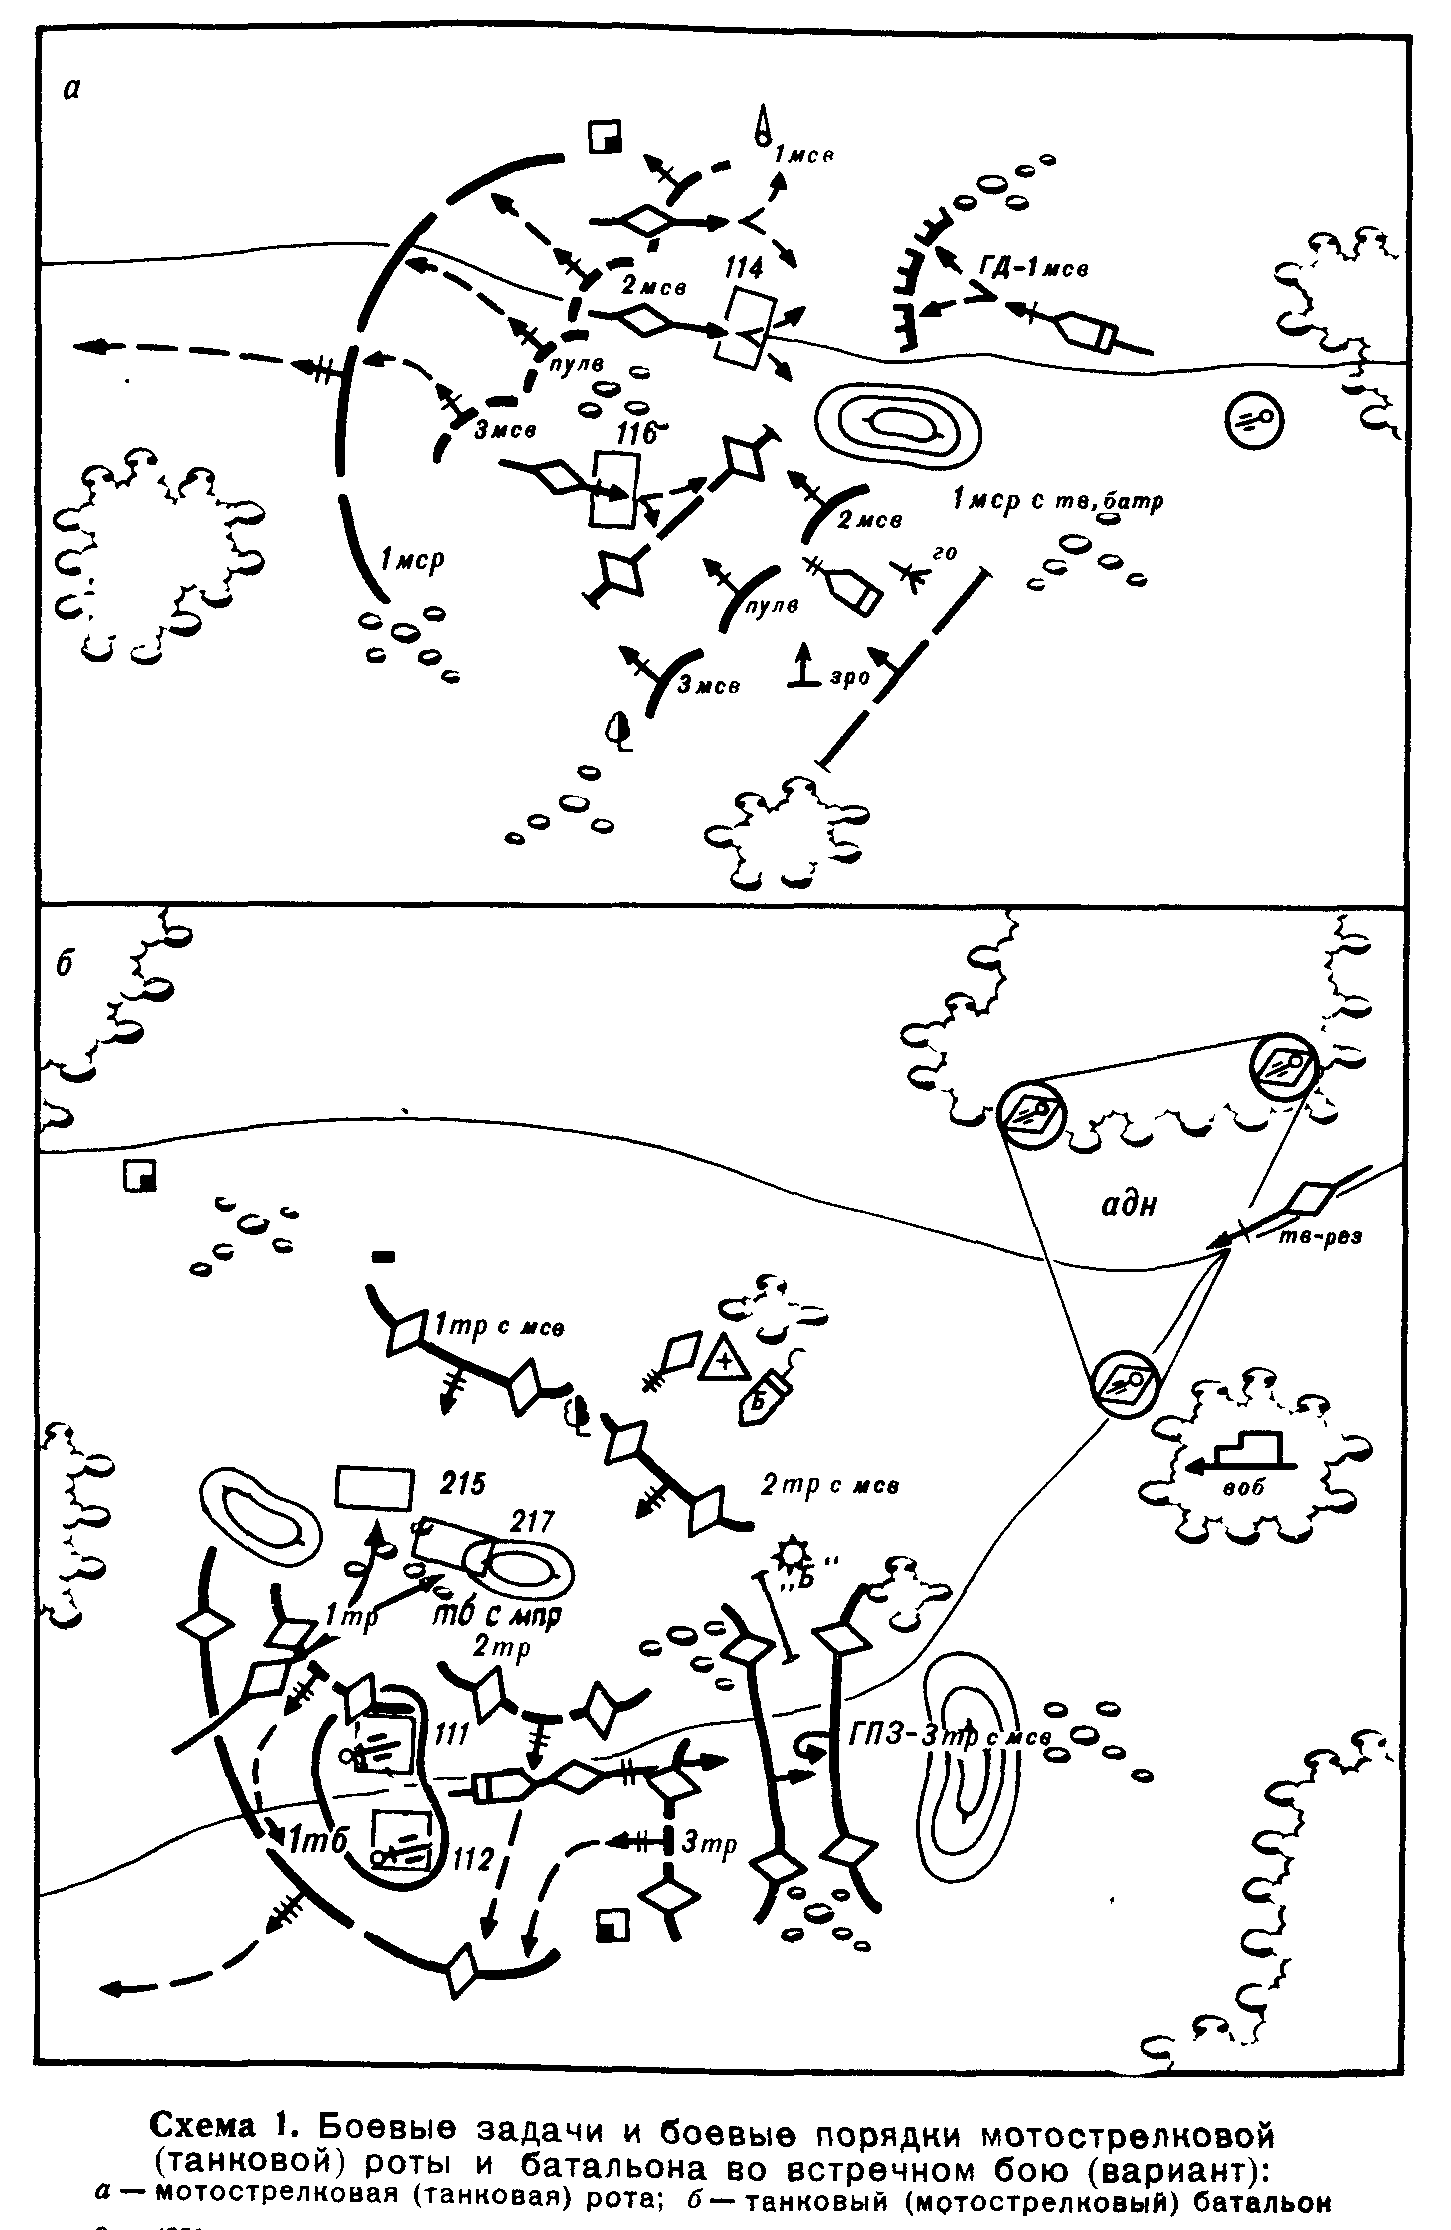 а
1мсв
ГД-1мсв
2мсв
114
пулв
3мсв
116
1мср с тв, батр
2мсв
го
1мср
пулв
3мсв
зро
б
адн
тв-рез
1тр с мсв
Б
215
2тр с мсв
воб
217
„Б“
1тр
тб с мпр
2тр
111
ГПЗ-3тр с мсв
1тб
112
3тр
Схема 1. Боевые задачи и боевые порядки мотострелковой
(танковой) роты и батальона во встречном бою (вариант):
а — мотострелковая (танковая) рота; б — танковый (мотострелковый) батальон